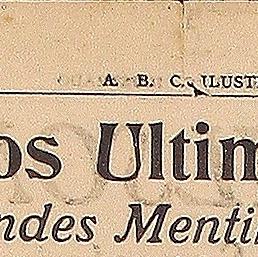 A. B. C. ILUST
os Ultim
ndes Menti